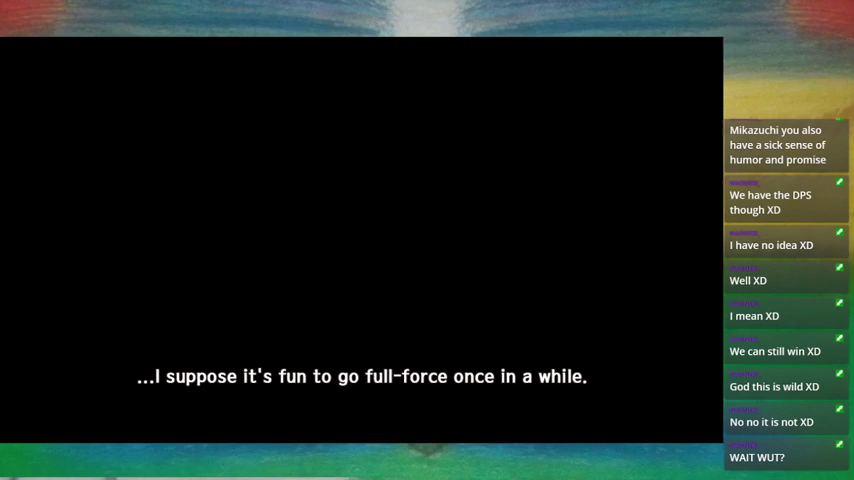 ...I suppose it's fun to go full-force once in a while.
Mikazuchi you also
have a sick sense of
humor and promise
We have the DPS
though XD
I have no idea XD
Well XD
I mean XD
We can still win XD
God this is wild XD
No no it is not XD
WAIT WUT?